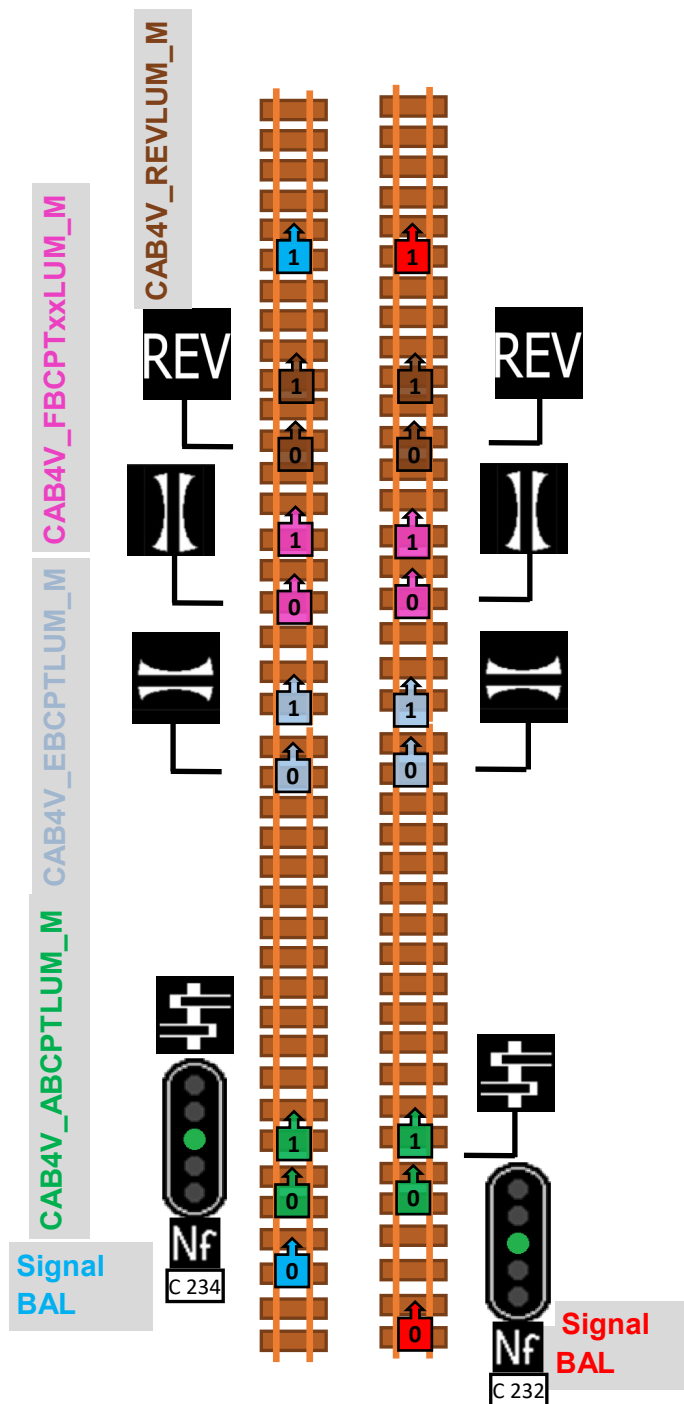 CAB4V_REVLUM_M
CAB4V_FBCPTxxLUM_M
CAB4V_EBCPTLUM_M
CAB4V_ABCPTLUM_M
1
1
REV
REV
1
1
0
0
1
1
0
0
1
1
0
0
1
1
0
0
Nf
C 234
Signal
BAL
0
0
Nf
C 232
Signal
BAL